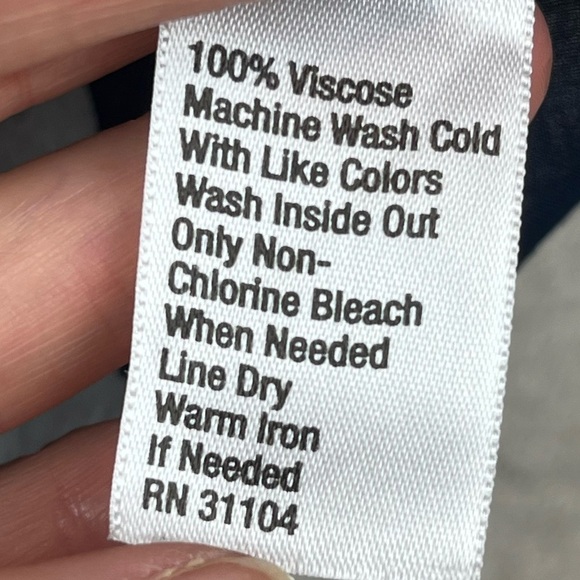 100% Viscose
Machine Wash Cold
With Like Colors
Wash Inside Out
Only Non-
Chlorine Bleach
When Needed
Line Dry
Warm Iron
If Needed
RN 31104